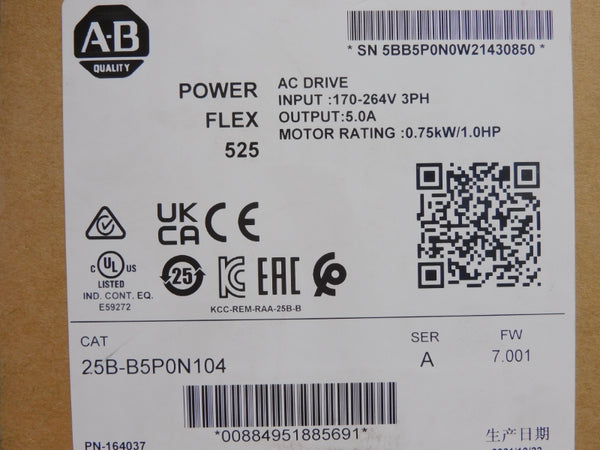 A-B
QUALITY
* SN 5BB5P0N0W21430850 *
POWER
FLEX
525
AC DRIVE
INPUT :170-264V 3PH
OUTPUT:5.0A
MOTOR RATING :0.75kW/1.0HP
UK
CA CE
C UL US
LISTED
IND. CONT. EQ.
E59272
25
EAC
KCC-REM-RAA-25B-B
CAT
25B-B5P0N104
SER
A
FW
7.001
*00884951885691*
PN-164037
生产日期